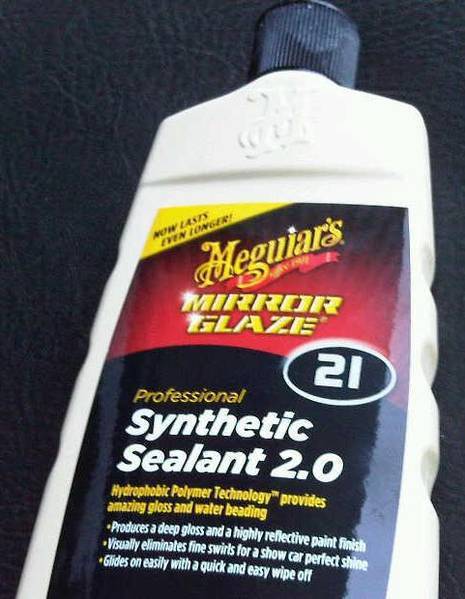 NOW LASTS
EVEN LONGER!
Meguiar's
Since 1901
MIRROR
GLAZE®
21
Professional
Synthetic
Sealant 2.0
Hydrophobic Polymer Technology™ provides
amazing gloss and water beading
•Produces a deep gloss and a highly reflective paint finish
•Visually eliminates fine swirls for a show car perfect shine
•Glides on easily with a quick and easy wipe off